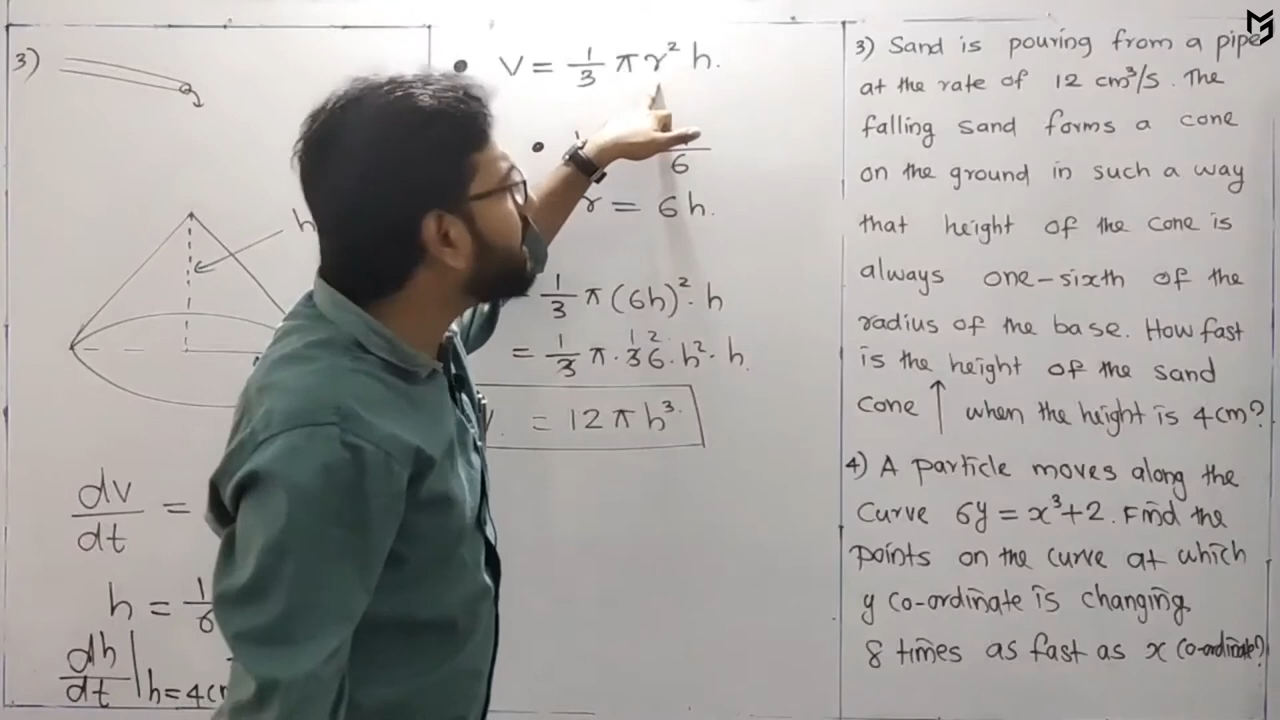 3)
h
dv/dt =
h = 1/6
dh/dt | h=4c
• V = 1/3 π r² h.
•
6
r = 6h.
1/3 π (6h)² . h
= 1/3 π . 36 . h² . h
12
V. = 12 π h³.
3) Sand is pouring from a pipe
at the rate of 12 cm³/s. The
falling sand forms a cone
on the ground in such a way
that height of the cone is
always one-sixth of the
radius of the base. How fast
is the height of the sand
cone ↑ when the height is 4cm?
4) A particle moves along the
curve 6y = x³+2. Find the
points on the curve at which
y co-ordinate is changing
8 times as fast as x co-ordinate?